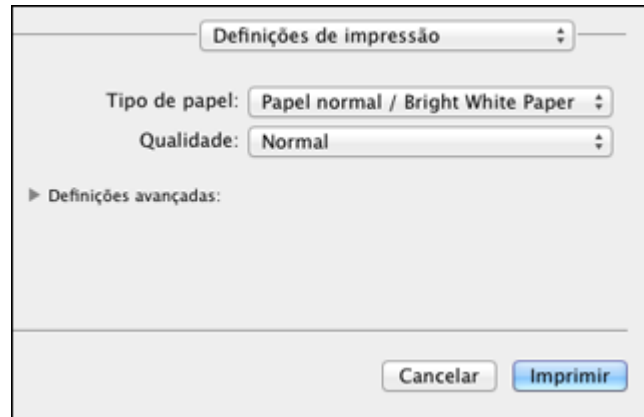 Definições de impressão
Tipo de papel: Papel normal / Bright White Paper
Qualidade: Normal
Definições avançadas:
Cancelar Imprimir